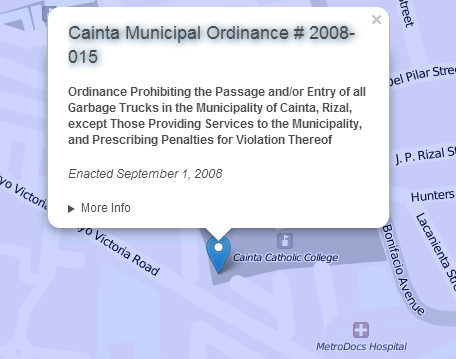 Cainta Municipal Ordinance # 2008-
015
×
Ordinance Prohibiting the Passage and/or Entry of all
Garbage Trucks in the Municipality of Cainta, Rizal,
except Those Providing Services to the Municipality,
and Prescribing Penalties for Violation Thereof
Enacted September 1, 2008
More Info
Pilar Street
J. P. Rizal St
Hunters
Lacanienta Stre
Bonifacio Avenue
yo Victoria
yo Victoria Road
Cainta Catholic College
MetroDocs Hospital